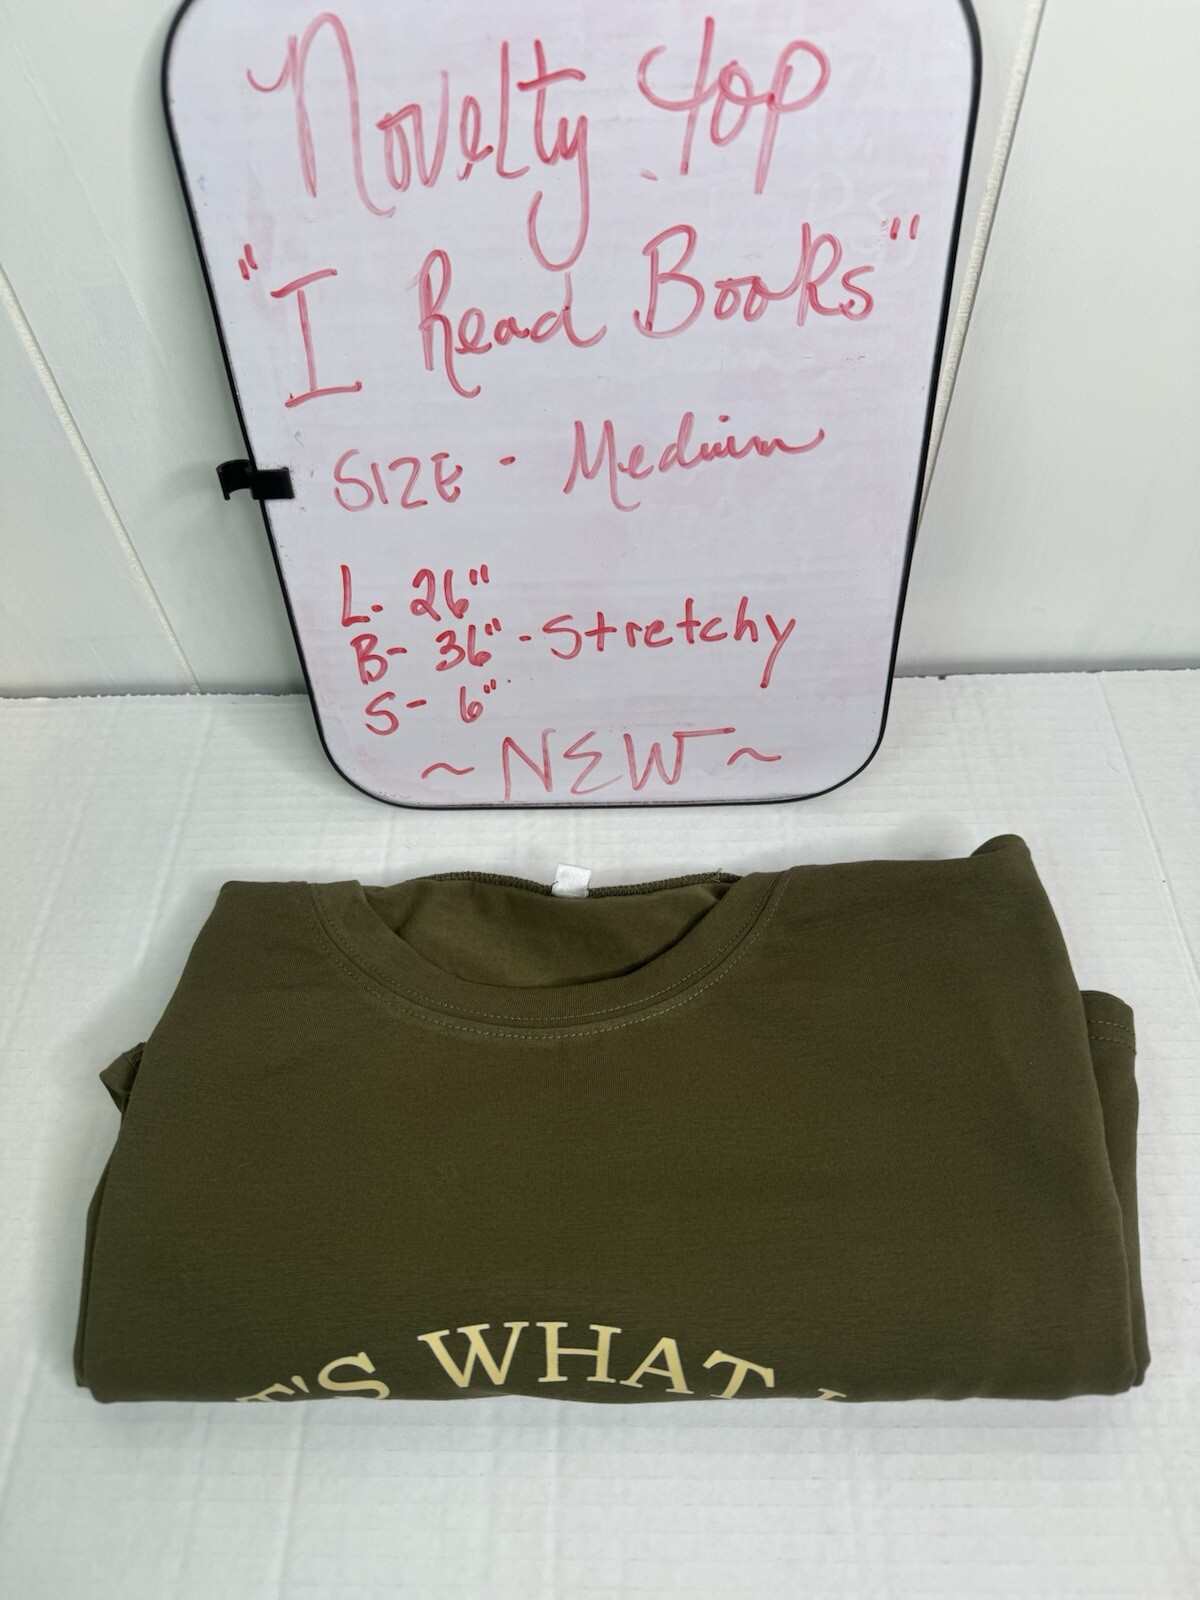 Novelty top
"I Read Books"
SIZE - Medium
L- 26"
B- 36" - Stretchy
S- 6"
~ NEW ~
T'S WHAT I